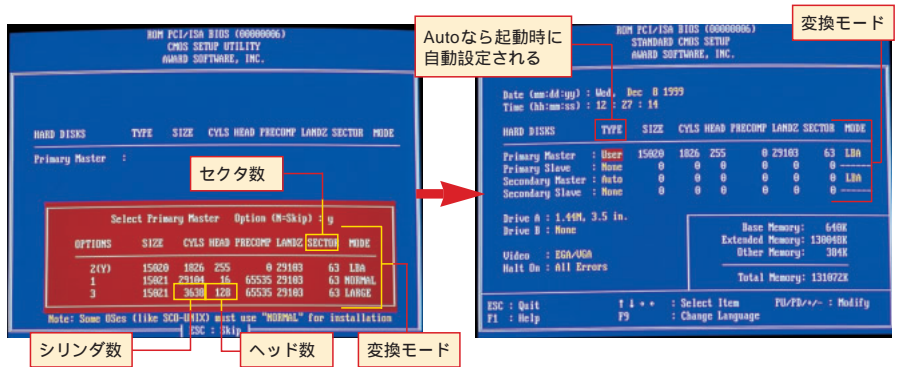 ROM PCI/ISA BIOS (00000006)
CMOS SETUP UTILITY
AWARD SOFTWARE, INC.
HARD DISKS TYPE SIZE CYLS HEAD PRECOMP LANDZ SECTOR MODE
Primary Master :
セクタ数
Select Primary Master Option (N=Skip) : y
OPTIONS SIZE CYLS HEAD PRECOMP LANDZ SECTOR MODE
2(Y) 15020 1826 255 0 29103 63 LBA
1 15021 29104 16 65535 29103 63 NORMAL
3 15021 3638 128 65535 29103 63 LARGE
Note: Some OSes (like SCO-UNIX) must use "NORMAL" for installation
ESC : Skip
シリンダ数
ヘッド数
変換モード
Autoなら起動時に
自動設定される
変換モード
ROM PCI/ISA BIOS (00000006)
STANDARD CMOS SETUP
AWARD SOFTWARE, INC.
Date (mm:dd:yy) : Wed, Dec 8 1999
Time (hh:mm:ss) : 12 : 27 : 14
HARD DISKS TYPE SIZE CYLS HEAD PRECOMP LANDZ SECTOR MODE
Primary Master : User 15020 1826 255 0 29103 63 LBA
Primary Slave : None 0 0 0 0 0 0 ------
Secondary Master : Auto 0 0 0 0 0 0 LBA
Secondary Slave : None 0 0 0 0 0 0 ------
Drive A : 1.44M, 3.5 in.
Drive B : None
Video : EGA/VGA
Halt On : All Errors
Base Memory: 640K
Extended Memory: 130048K
Other Memory: 384K
Total Memory: 131072K
ESC : Quit ↑ ↓ → ← : Select Item PU/PD/+/- : Modify
F1 : Help F9 : Change Language